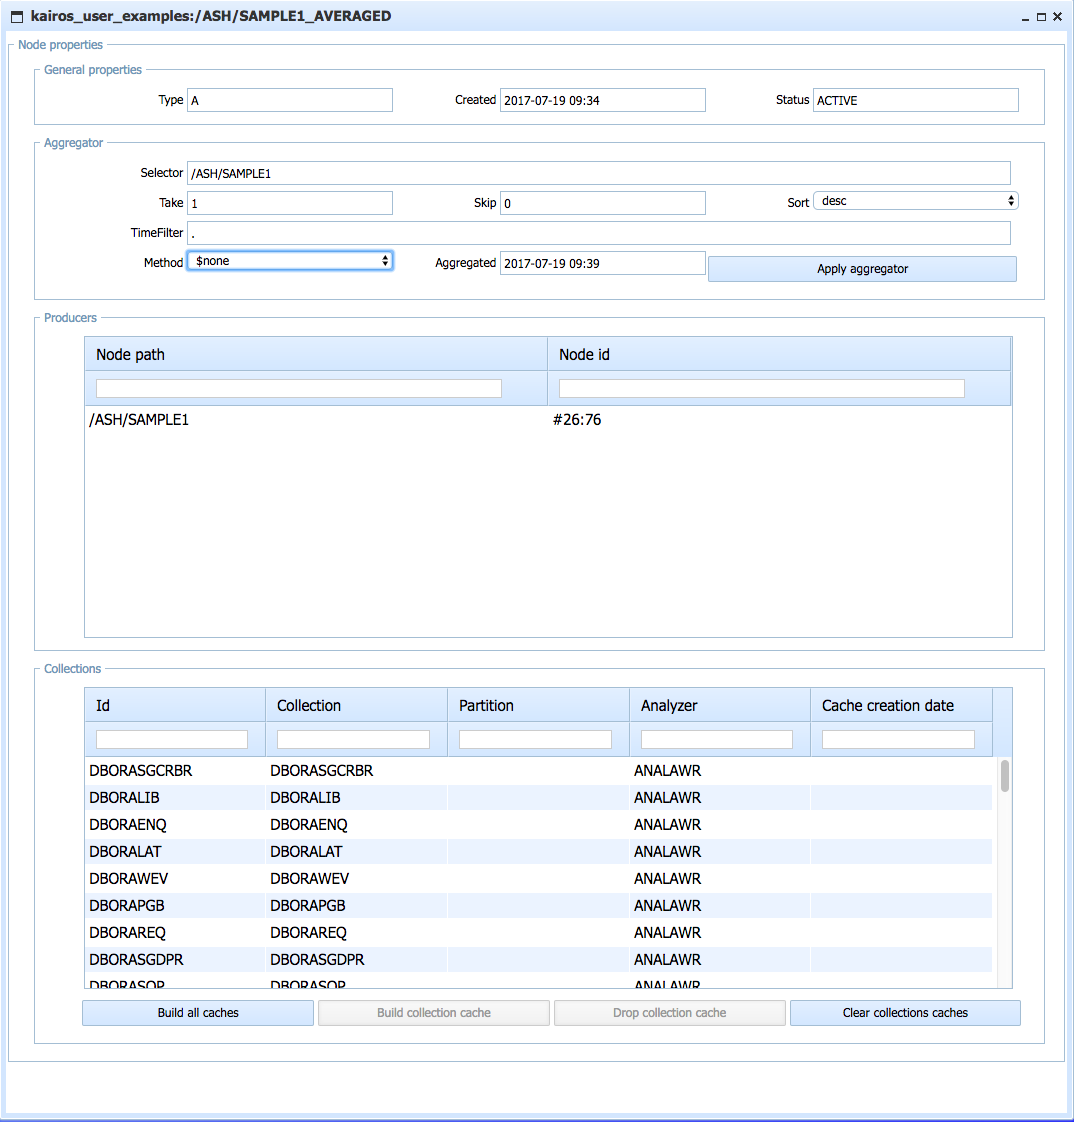 kairos_user_examples:/ASH/SAMPLE1_AVERAGED
Node properties
General properties
Type A Created 2017-07-19 09:34 Status ACTIVE
Aggregator
Selector /ASH/SAMPLE1
Take 1 Skip 0 Sort desc
TimeFilter .
Method $none Aggregated 2017-07-19 09:39 Apply aggregator
Producers
Node path Node id
/ASH/SAMPLE1 #26:76
Collections
Id Collection Partition Analyzer Cache creation date
DBORASGCRBR DBORASGCRBR ANALAWR
DBORALIB DBORALIB ANALAWR
DBORAENQ DBORAENQ ANALAWR
DBORALAT DBORALAT ANALAWR
DBORAWEV DBORAWEV ANALAWR
DBORAPGB DBORAPGB ANALAWR
DBORAREQ DBORAREQ ANALAWR
DBORASGDPR DBORASGDPR ANALAWR
DBORASQP DBORASQP ANALAWR
Build all caches Build collection cache Drop collection cache Clear collections caches